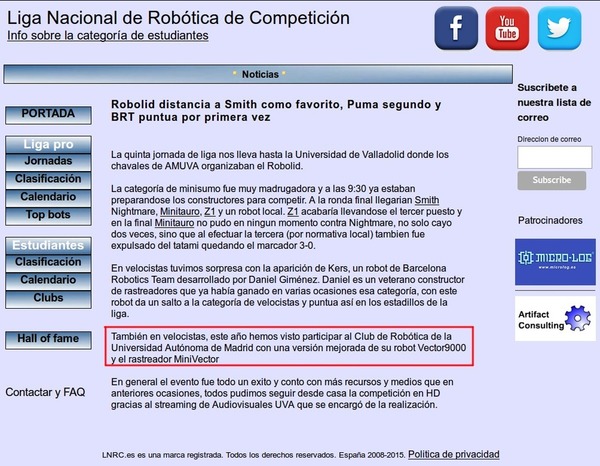 Liga Nacional de Robótica de Competición
Info sobre la categoría de estudiantes
You
Tube
* Noticias *
PORTADA
Liga pro
Jornadas
Clasificación
Calendario
Top bots
Estudiantes
Clasificación
Calendario
Clubs
Hall of fame
Contactar y FAQ
Robolid distancia a Smith como favorito, Puma segundo y
BRT puntua por primera vez
La quinta jornada de liga nos lleva hasta la Universidad de Valladolid donde los
chavales de AMUVA organizaban el Robolid.
La categoría de minisumo fue muy madrugadora y a las 9:30 ya estaban
preparandose los constructores para competir. A la ronda final llegarian Smith
Nightmare, Minitauro, Z1 y un robot local. Z1 acabaría llevandose el tercer puesto y
en la final Minitauro no pudo en ningun momento contra Nightmare, no solo cayo
dos veces, sino que al efectuar la tercera (por normativa local) tambien fue
expulsado del tatami quedando el marcador 3-0.
En velocistas tuvimos sorpresa con la aparición de Kers, un robot de Barcelona
Robotics Team desarrollado por Daniel Giménez. Daniel es un veterano constructor
de rastreadores que ya había ganado en varias ocasiones esa categoría, con este
robot da un salto a la categoría de velocistas y puntua así en los estadillos de la
liga.
También en velocistas, este año hemos visto participar al Club de Robótica de la
Universidad Autónoma de Madrid con una versión mejorada de su robot Vector9000
y el rastreador MiniVector
En general el evento fue todo un exito y conto con más recursos y medios que en
anteriores ocasiones, todos pudimos seguir desde casa la competición en HD
gracias al streaming de Audiovisuales UVA que se encargó de la realización.
Suscribete a
nuestra lista de
correo
Direccion de correo
Subscribe
Patrocinadores
MICRO-LOG
www.microlog.es
Artifact
Consulting
LNRC.es es una marca registrada. Todos los derechos reservados. España 2008-2015. Politica de privacidad